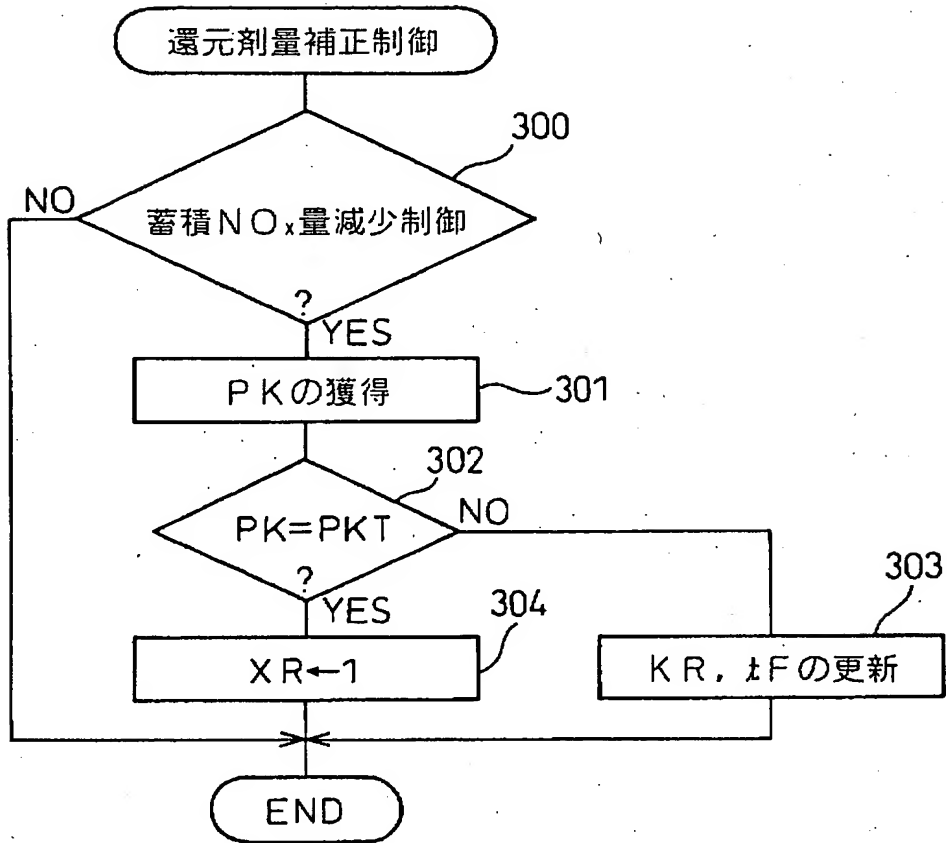 還元剤量補正制御
300
NO
蓄積NOx量減少制御
?
YES
PKの獲得
301
302
PK=PKT
NO
?
YES
303
304
XR←1
KR, tFの更新
END